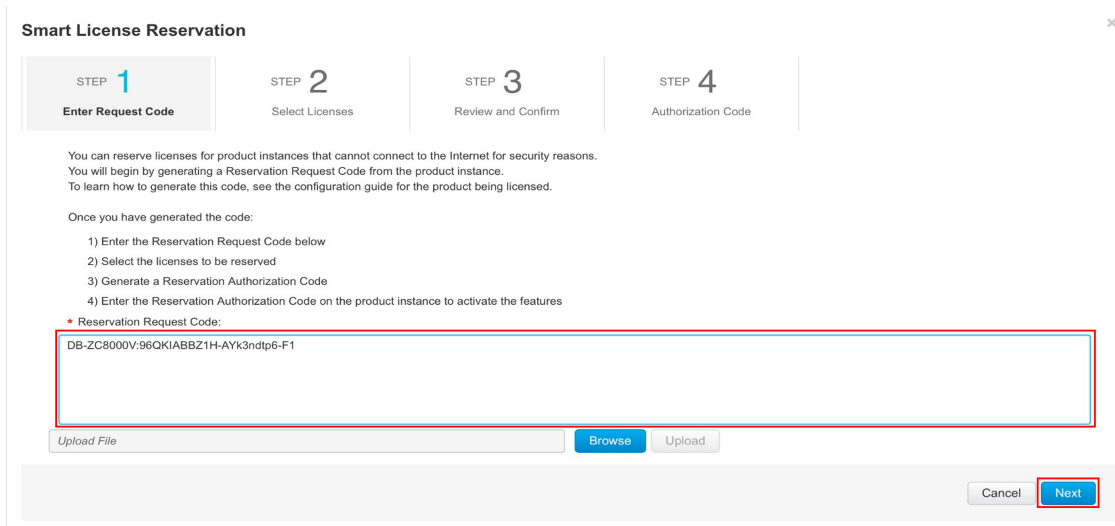 Smart License Reservation
×
STEP 1
Enter Request Code
STEP 2
Select Licenses
STEP 3
Review and Confirm
STEP 4
Authorization Code
You can reserve licenses for product instances that cannot connect to the Internet for security reasons.
You will begin by generating a Reservation Request Code from the product instance.
To learn how to generate this code, see the configuration guide for the product being licensed.
Once you have generated the code:
1) Enter the Reservation Request Code below
2) Select the licenses to be reserved
3) Generate a Reservation Authorization Code
4) Enter the Reservation Authorization Code on the product instance to activate the features
* Reservation Request Code:
DB-ZC8000V:96QKIABBZ1H-AYk3ndtp6-F1
Upload File
Browse
Upload
Cancel
Next